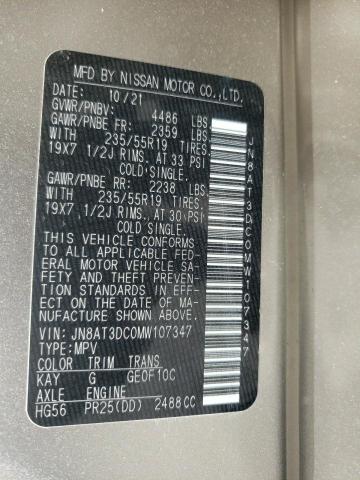 MFD BY NISSAN MOTOR CO.,LTD.
DATE: 10/21
GVWR/PNBV: 4486 LBS
GAWR/PNBE FR: 2359 LBS
WITH 235/55R19 TIRES.
19X7 1/2J RIMS. AT 33 PSI
COLD SINGLE.
GAWR/PNBE RR: 2238 LBS.
WITH 235/55R19 TIRES.
19X7 1/2J RIMS, AT 30 PSI
COLD SINGLE.
THIS VEHICLE CONFORMS
TO ALL APPLICABLE FED-
ERAL MOTOR VEHICLE SA-
FETY AND THEFT PREVEN-
TION STANDARDS IN EFF-
ECT ON THE DATE OF MA-
NUFACTURE SHOWN ABOVE.
VIN: JN8AT3DC0MW107347
TYPE: MPV
COLOR TRIM TRANS
KAY G GE0F10C
AXLE ENGINE
HG56 PR25(DD) 2488CC
JN8AT3DC0MW107347